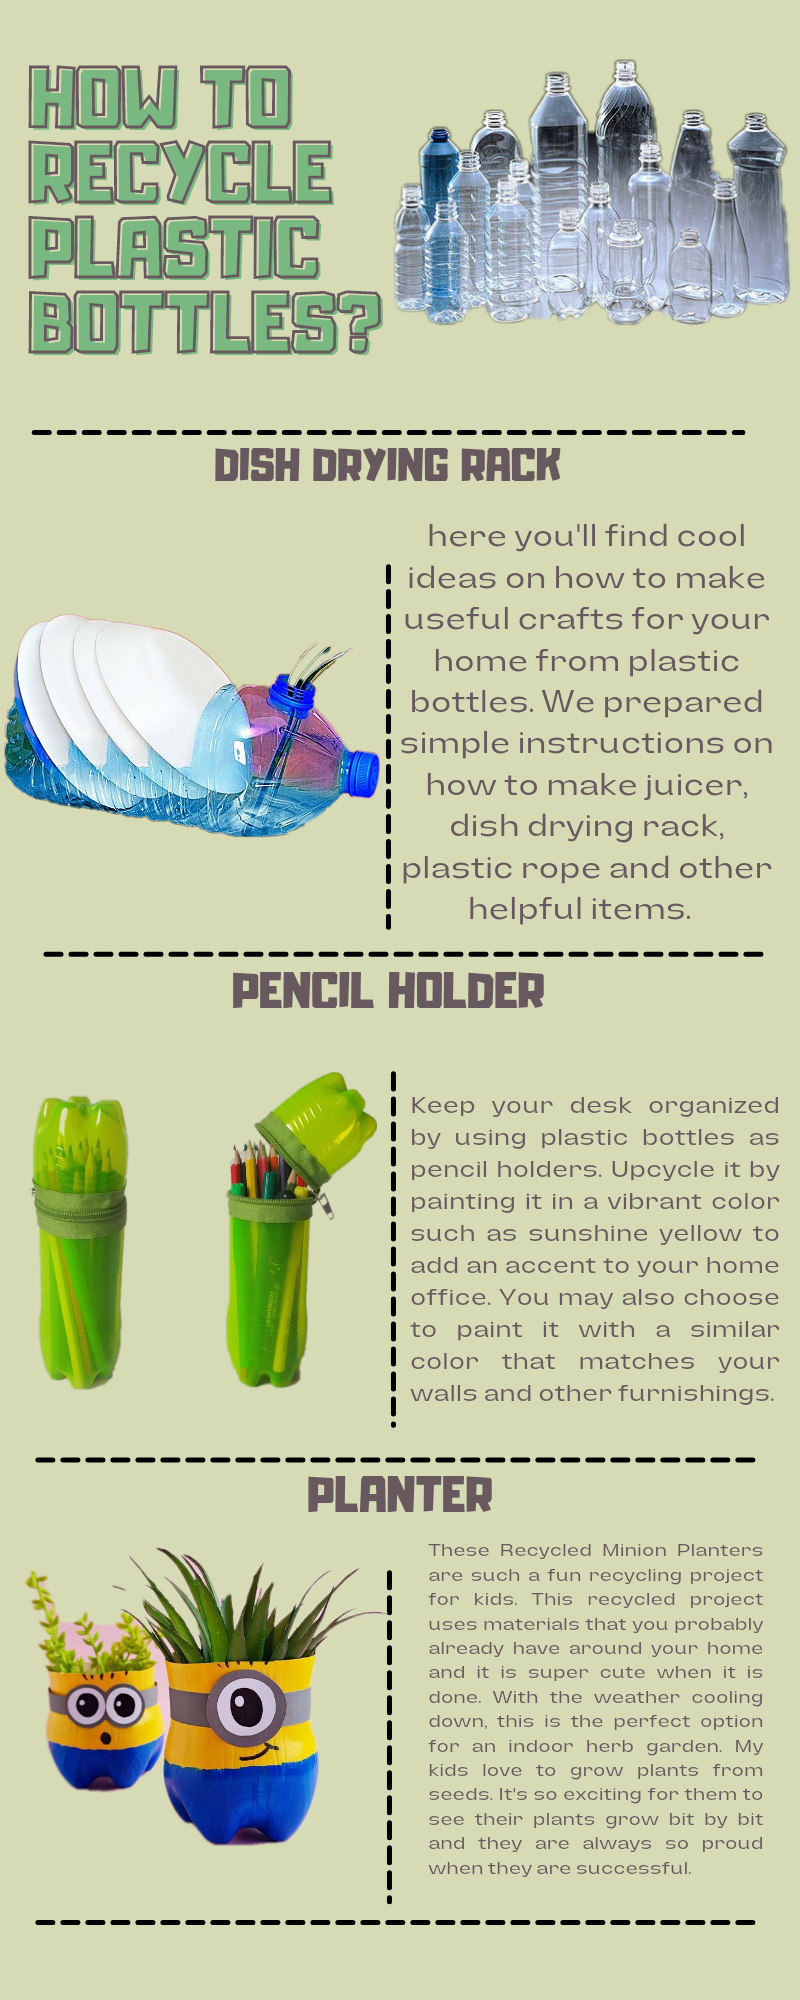 HOW TO
RECYCLE
PLASTIC
BOTTLES?
DISH DRYING RACK
here you'll find cool
ideas on how to make
useful crafts for your
home from plastic
bottles. We prepared
simple instructions on
how to make juicer,
dish drying rack,
plastic rope and other
helpful items.
PENCIL HOLDER
Keep your desk organized
by using plastic bottles as
pencil holders. Upcycle it by
painting it in a vibrant color
such as sunshine yellow to
add an accent to your home
office. You may also choose
to paint it with a similar
color that matches your
walls and other furnishings.
PLANTER
These Recycled Minion Planters
are such a fun recycling project
for kids. This recycled project
uses materials that you probably
already have around your home
and it is super cute when it is
done. With the weather cooling
down, this is the perfect option
for an indoor herb garden. My
kids love to grow plants from
seeds. It's so exciting for them to
see their plants grow bit by bit
and they are always so proud
when they are successful.